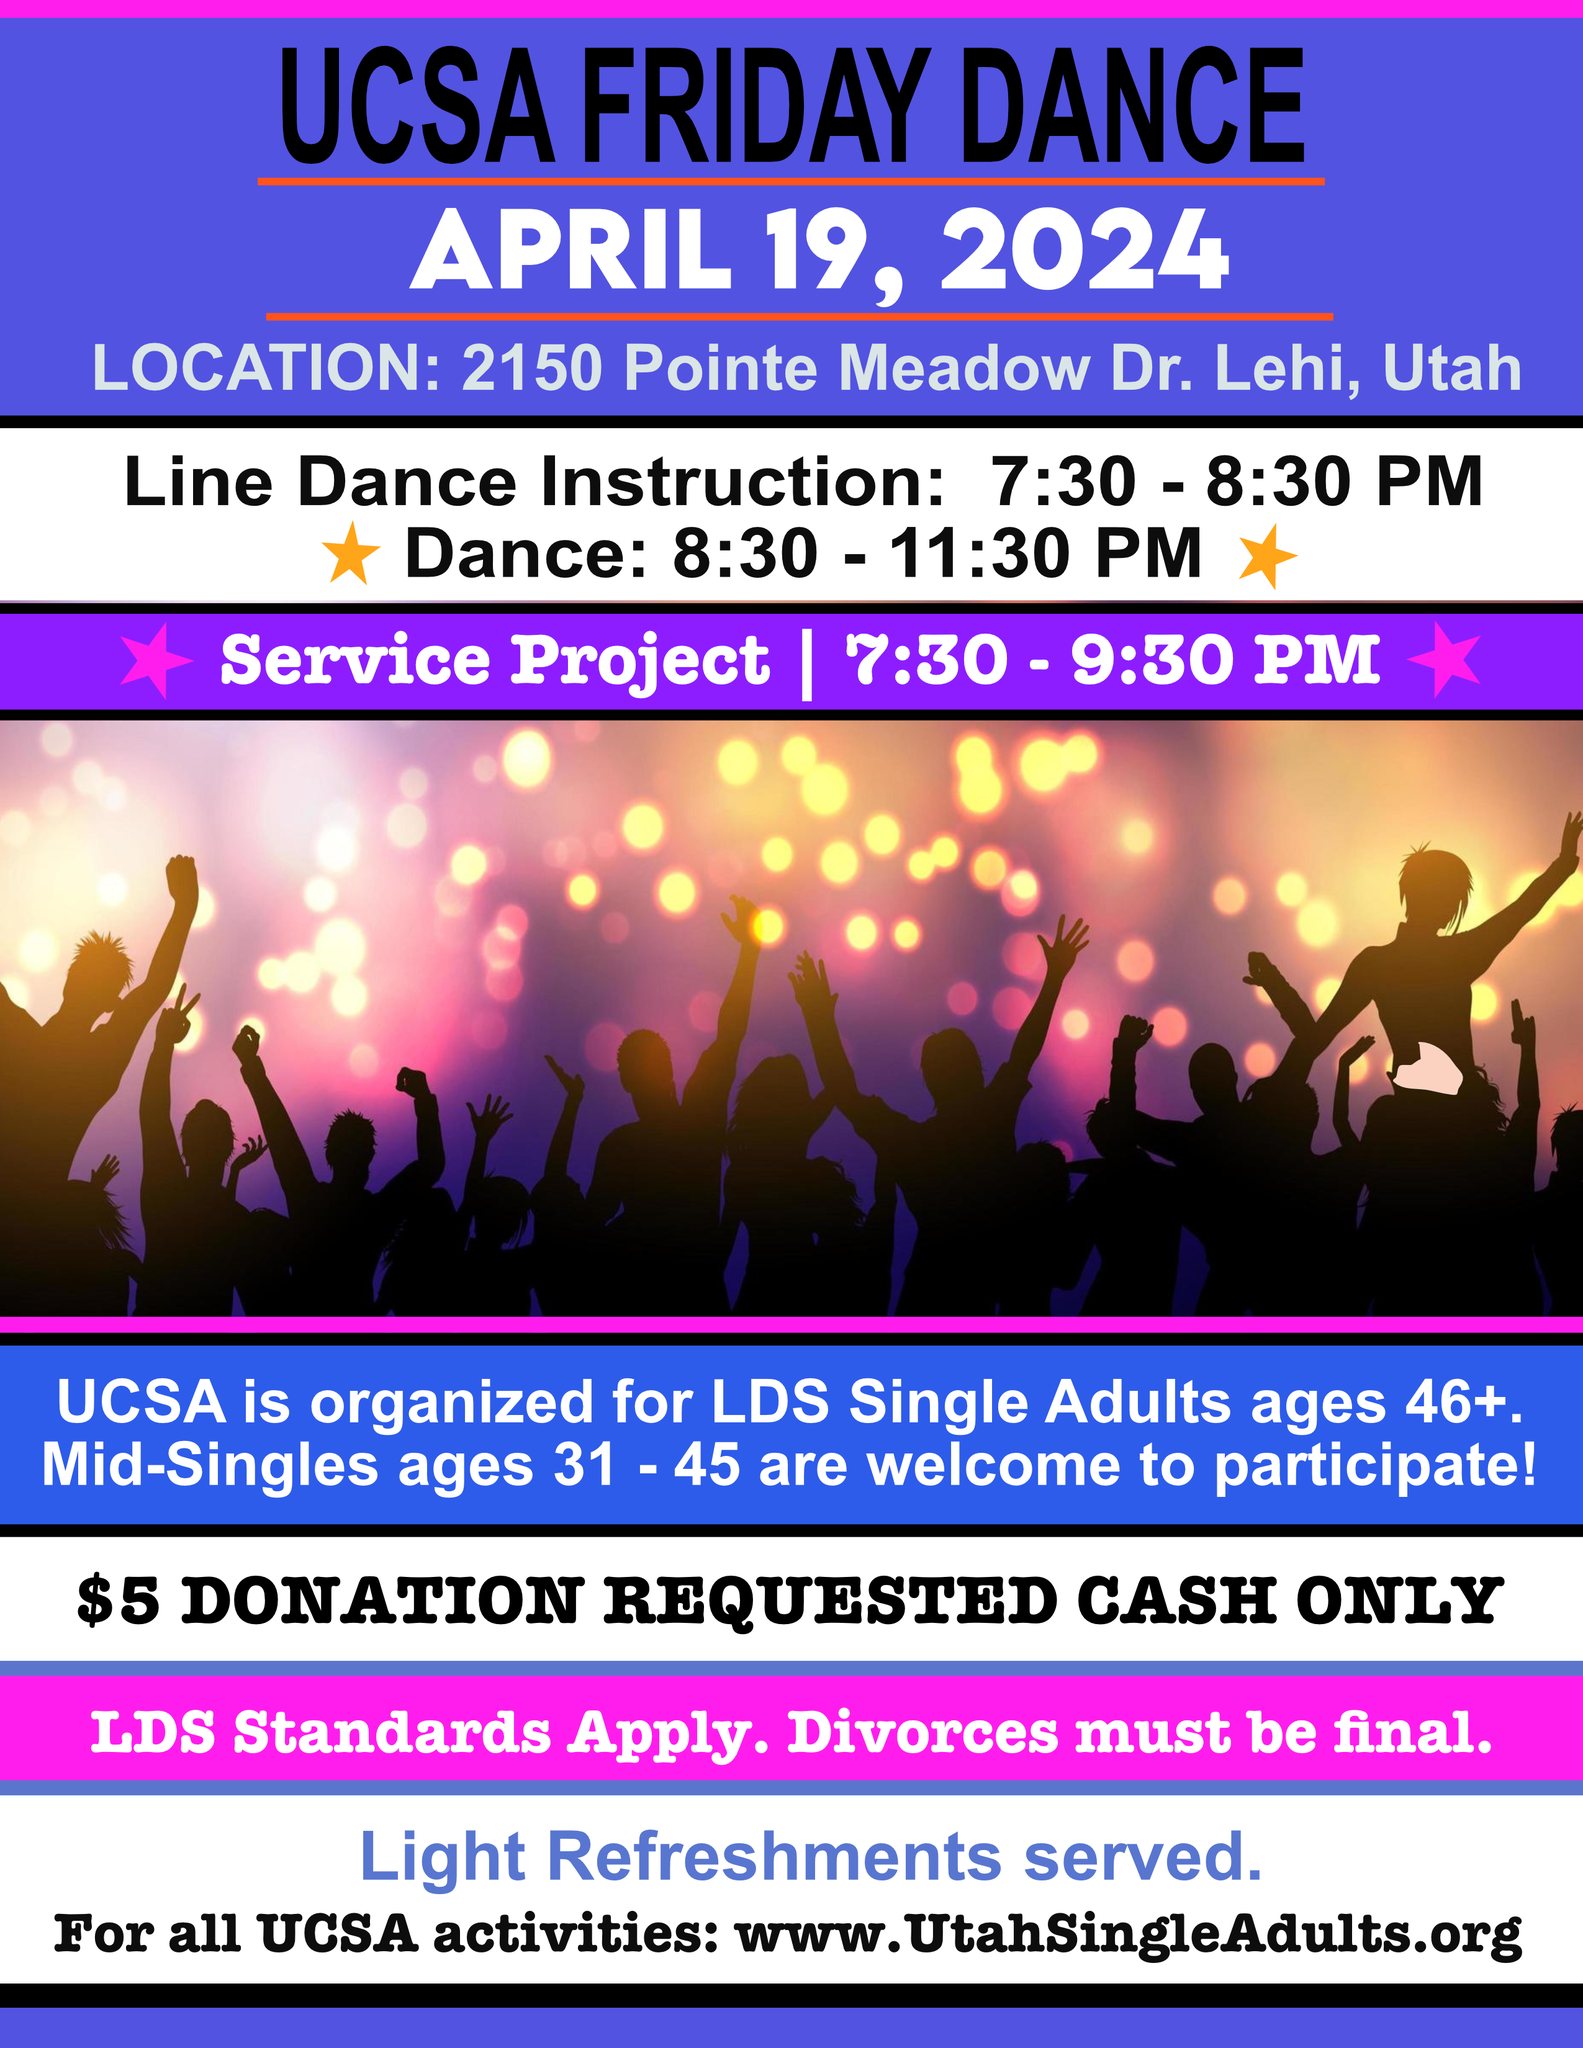 UCSA FRIDAY DANCE
APRIL 19, 2024
LOCATION: 2150 Pointe Meadow Dr. Lehi, Utah
Line Dance Instruction: 7:30 - 8:30 PM
Dance: 8:30 - 11:30 PM
Service Project | 7:30 - 9:30 PM
UCSA is organized for LDS Single Adults ages 46+.
Mid-Singles ages 31 - 45 are welcome to participate!
$5 DONATION REQUESTED CASH ONLY
LDS Standards Apply. Divorces must be final.
Light Refreshments served.
For all UCSA activities: www.UtahSingleAdults.org